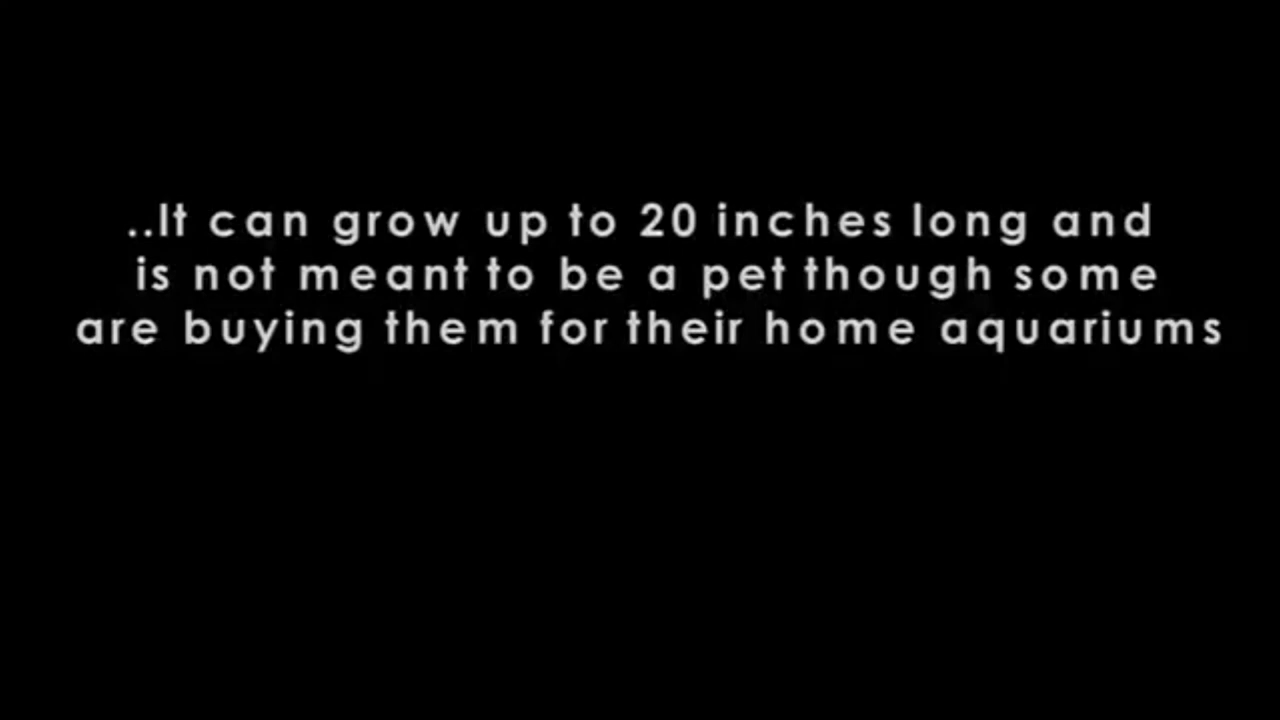 ..It can grow up to 20 inches long and
is not meant to be a pet though some
are buying them for their home aquariums